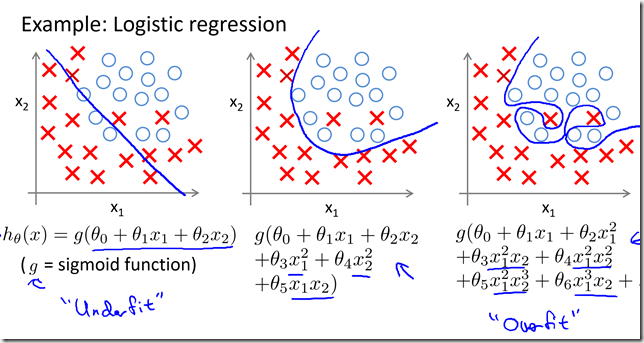 Example: Logistic regression
x₂
x₁
h_θ(x) = g(θ₀ + θ₁x₁ + θ₂x₂)
( g = sigmoid function)
"Underfit"
x₂
x₁
g(θ₀ + θ₁x₁ + θ₂x₂
+θ₃x₁² + θ₄x₂²
+θ₅x₁x₂)
x₂
x₁
g(θ₀ + θ₁x₁ + θ₂x₁²
+θ₃x₁²x₂ + θ₄x₁²x₂²
+θ₅x₁²x₂³ + θ₆x₁³x₂ +
"Overfit"